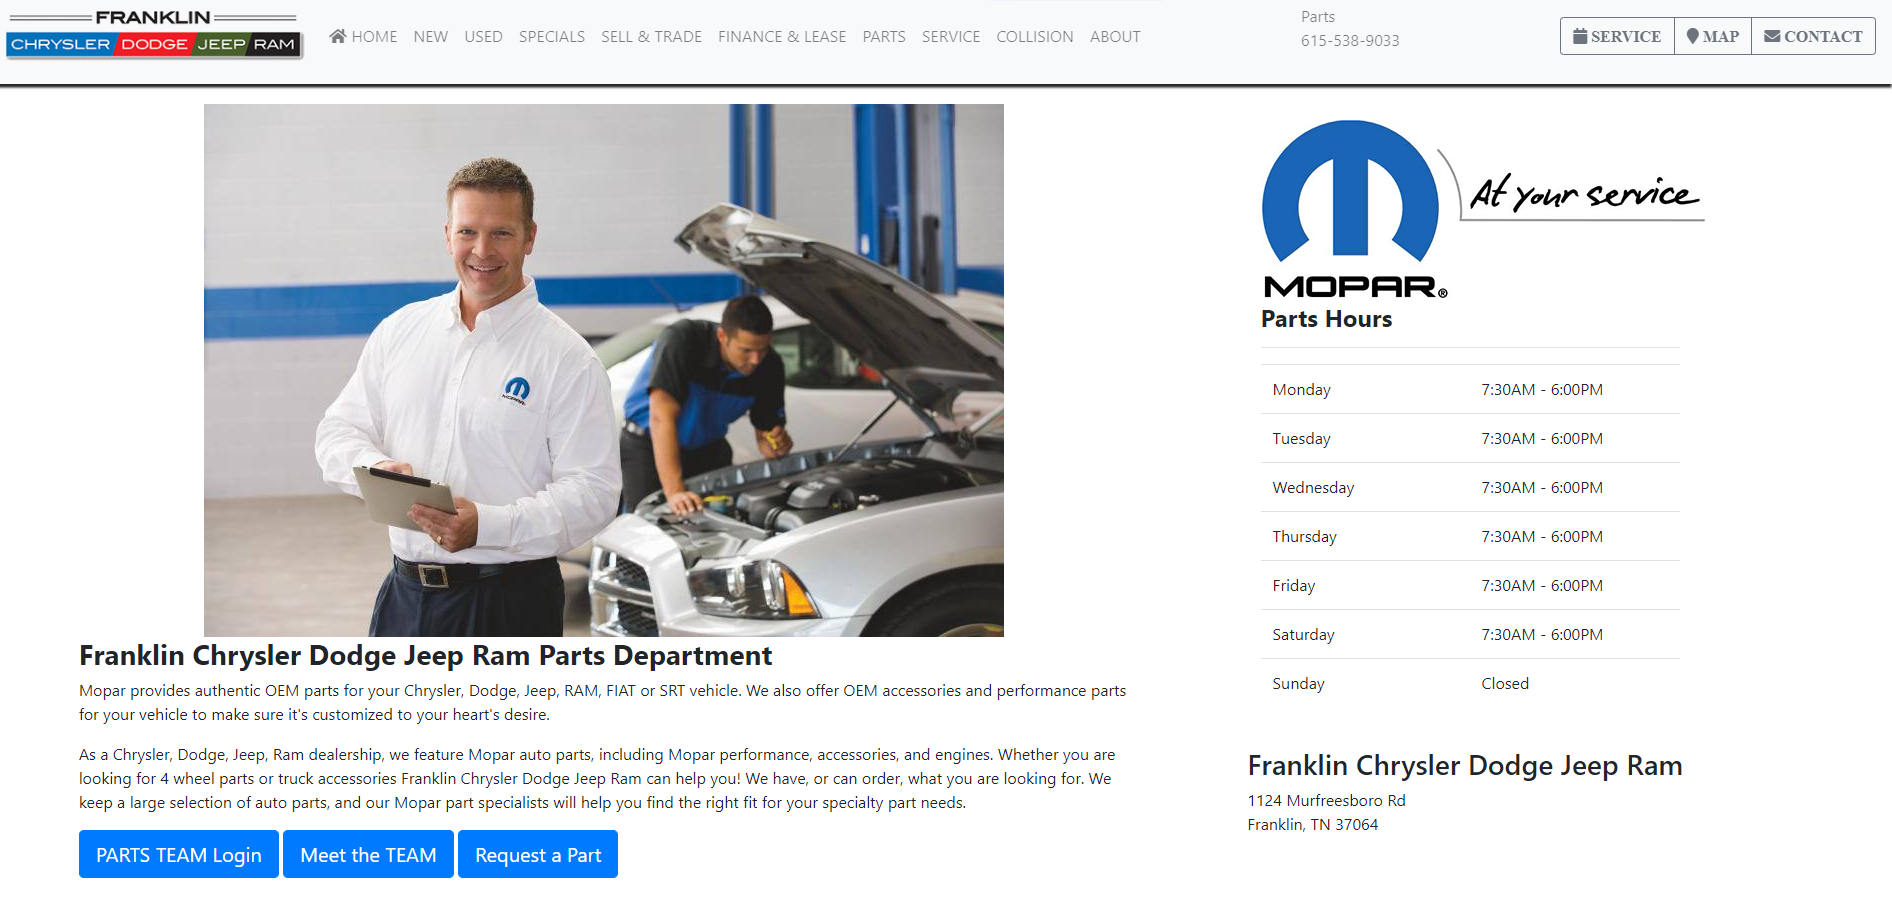 FRANKLIN
CHRYSLER DODGE JEEP RAM
HOME NEW USED SPECIALS SELL & TRADE FINANCE & LEASE PARTS SERVICE COLLISION ABOUT
Parts
615-538-9033
SERVICE MAP CONTACT
MOPAR
At your service
MOPAR®
Parts Hours
Monday 7:30AM - 6:00PM
Tuesday 7:30AM - 6:00PM
Wednesday 7:30AM - 6:00PM
Thursday 7:30AM - 6:00PM
Friday 7:30AM - 6:00PM
Saturday 7:30AM - 6:00PM
Sunday Closed
Franklin Chrysler Dodge Jeep Ram Parts Department
Mopar provides authentic OEM parts for your Chrysler, Dodge, Jeep, RAM, FIAT or SRT vehicle. We also offer OEM accessories and performance parts
for your vehicle to make sure it's customized to your heart's desire.
As a Chrysler, Dodge, Jeep, Ram dealership, we feature Mopar auto parts, including Mopar performance, accessories, and engines. Whether you are
looking for 4 wheel parts or truck accessories Franklin Chrysler Dodge Jeep Ram can help you! We have, or can order, what you are looking for. We
keep a large selection of auto parts, and our Mopar part specialists will help you find the right fit for your specialty part needs.
PARTS TEAM Login Meet the TEAM Request a Part
Franklin Chrysler Dodge Jeep Ram
1124 Murfreesboro Rd
Franklin, TN 37064